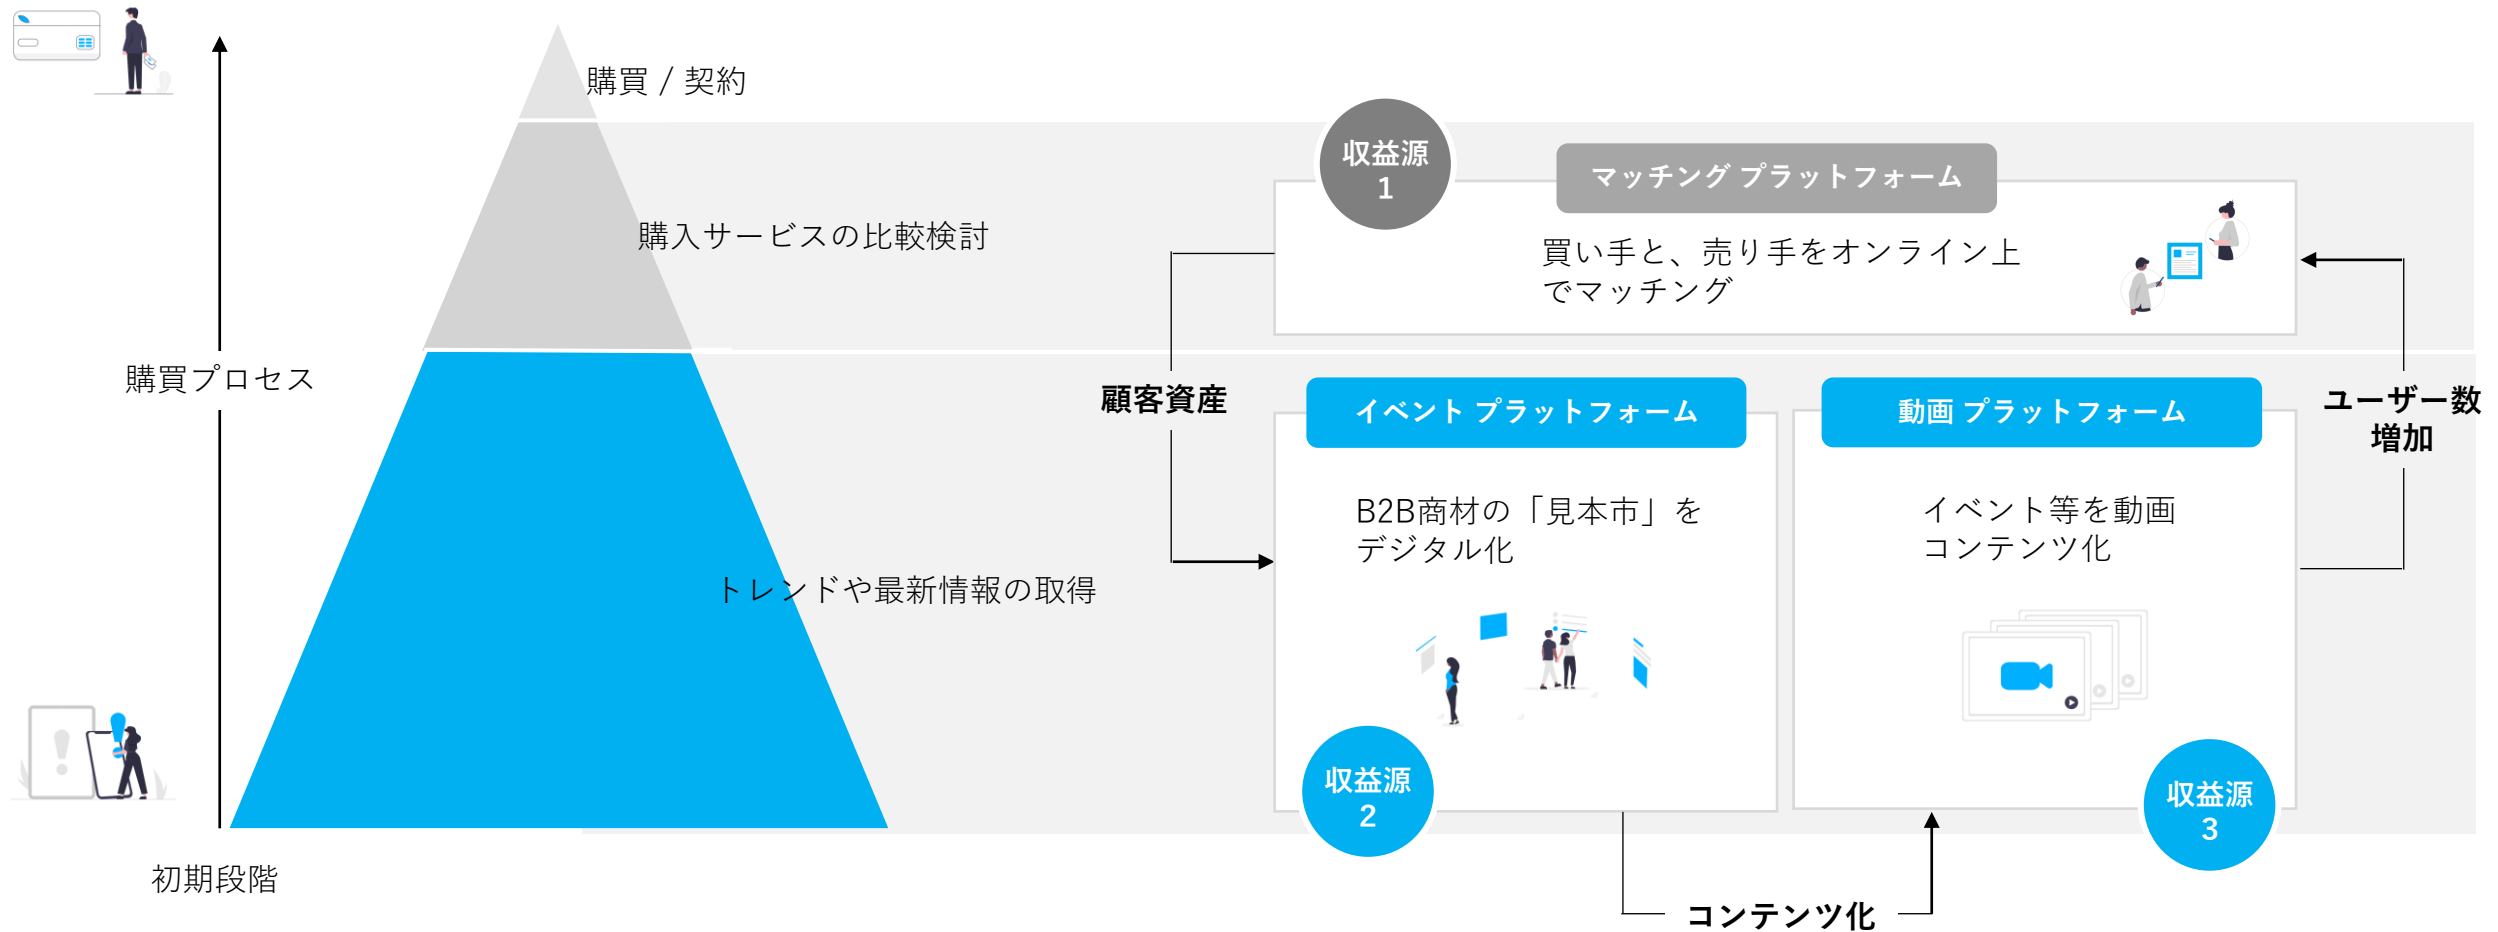 購買 / 契約
収益源
1
マッチング プラットフォーム
購入サービスの比較検討
買い手と、売り手をオンライン上
でマッチング
購買プロセス
顧客資産
イベント プラットフォーム
動画 プラットフォーム
ユーザー数
増加
B2B商材の「見本市」を
デジタル化
イベント等を動画
コンテンツ化
トレンドや最新情報の取得
収益源
2
収益源
3
初期段階
コンテンツ化